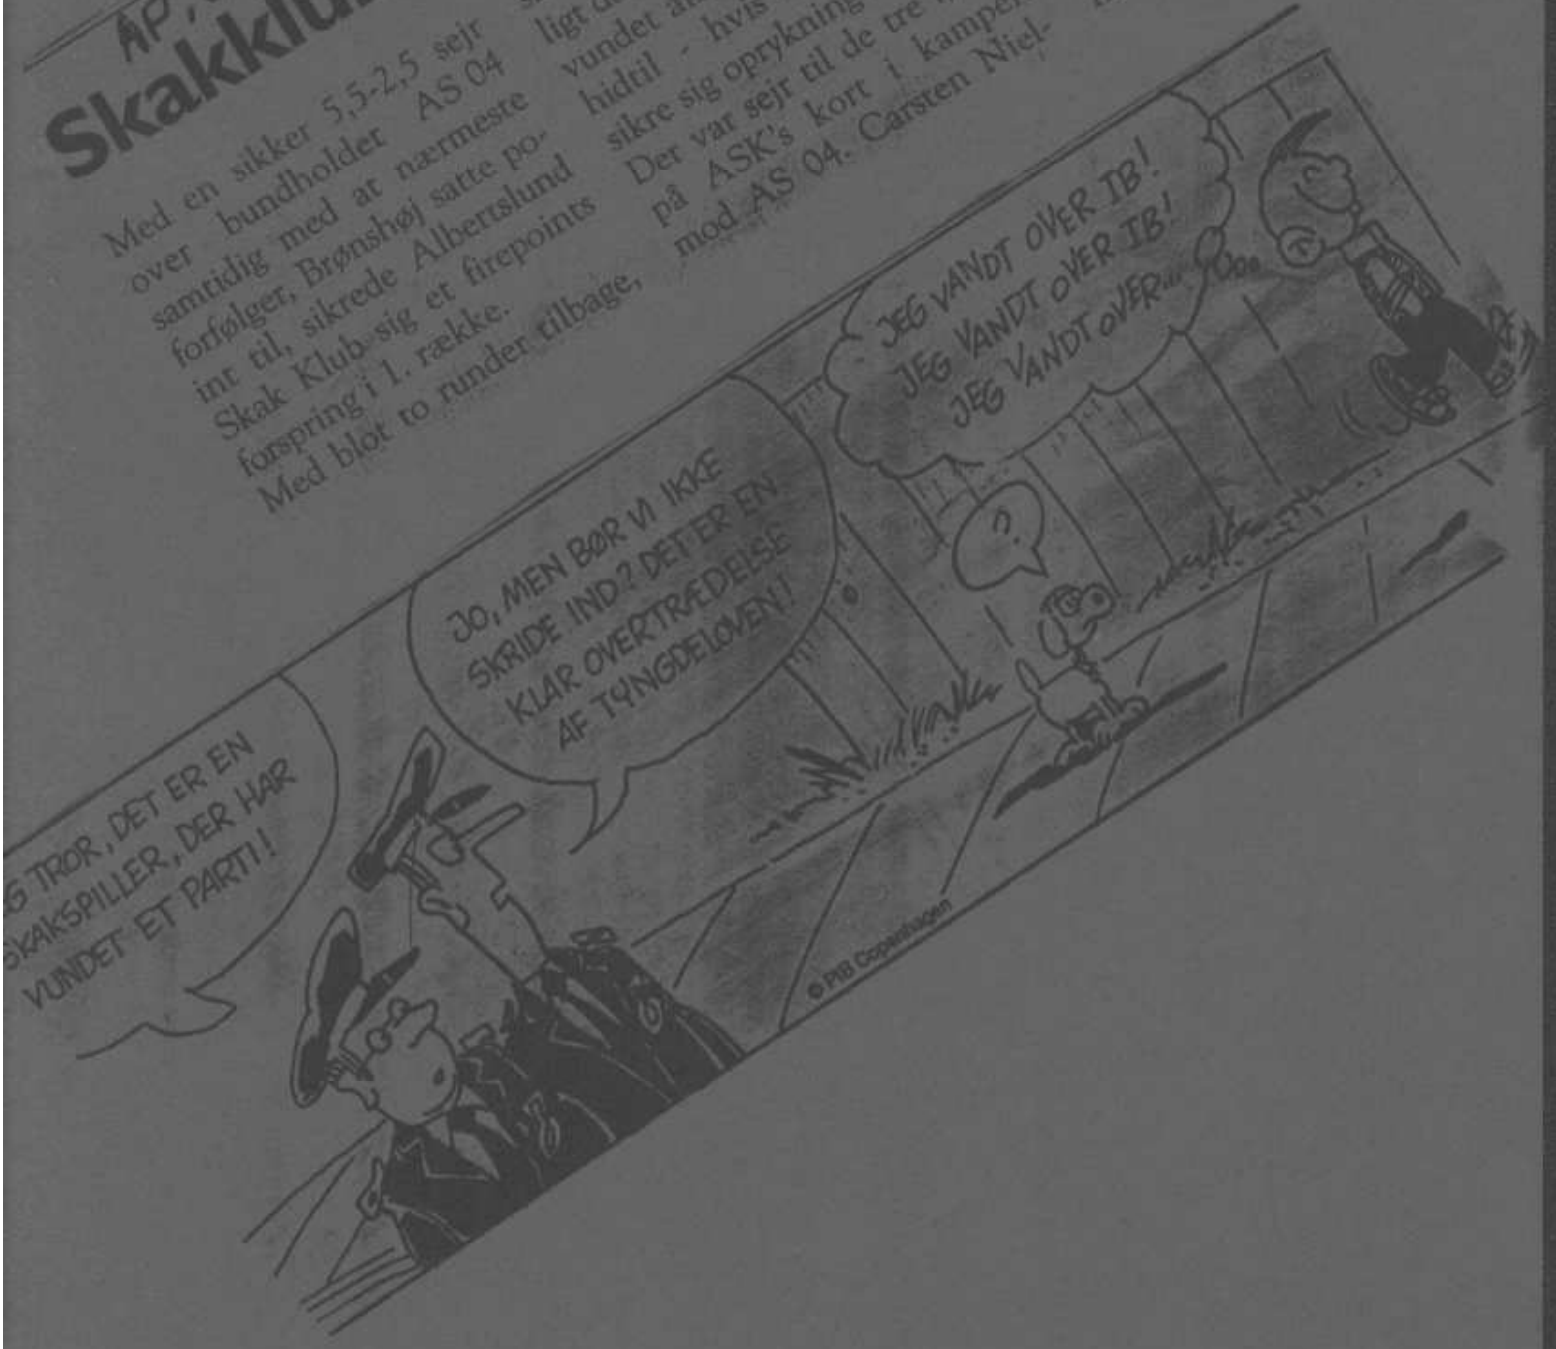 AP
Skakklu
Med en sikker 5,5-2,5 sejr
over bundholdet AS 04
samtidig med at nærmeste
forfølger, Brønshøj satte po-
int til, sikrede Albertslund
Skak Klub sig et firepoints
forspring i 1. række.
Med blot to runder tilbage,
vundet
hidtil - hvis
sikre sig oprykning
Der var sejr til de tre
på ASK's kort i kampen
mod AS 04. Carsten Niel-
G TROR, DET ER EN
SKAKSPILLER, DER HAR
VUNDET ET PARTI!
JO, MEN BØR VI IKKE
SKRIDE IND? DET ER EN
KLAR OVERTRÆDELSE
AF TYNGDELOVEN!
JEG VANDT OVER IB!
JEG VANDT OVER IB!
JEG VANDT OVER...
?
© PIB Copenhagen